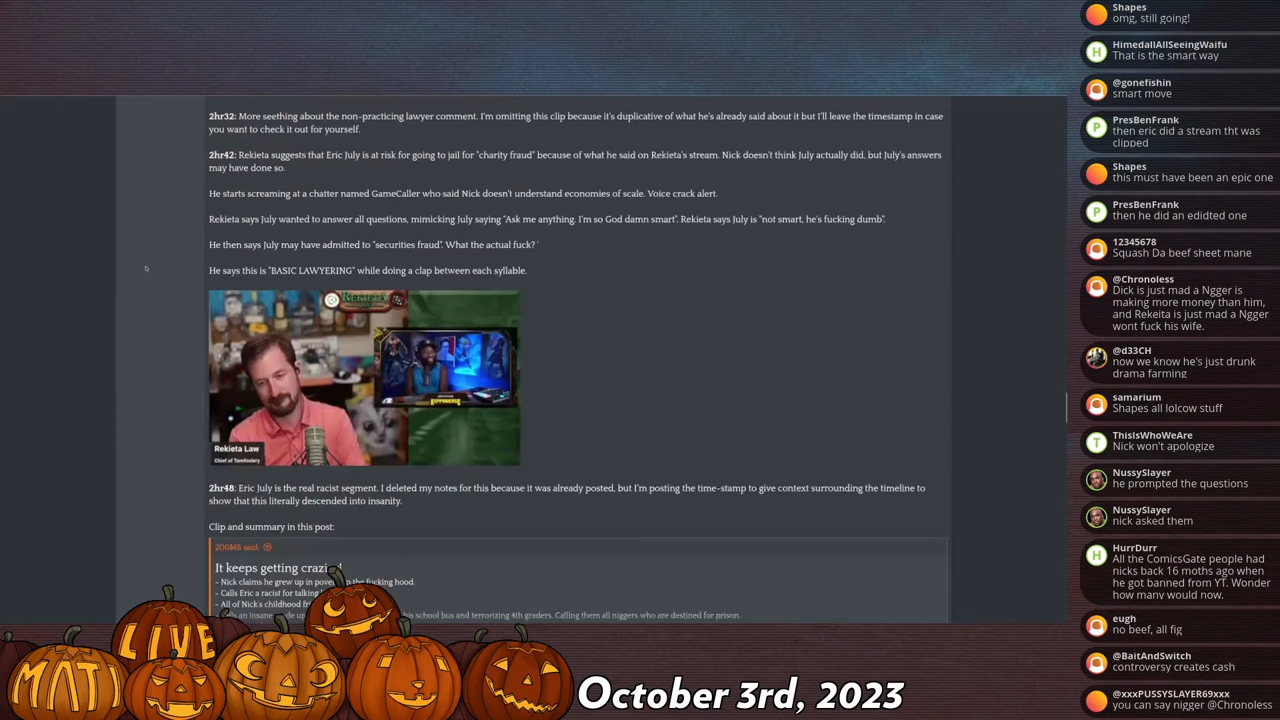 2hr32: More seething about the non-practicing lawyer comment. I'm omitting this clip because it's duplicative of what he's already said about it but I'll leave the timestamp in case
you want to check it out for yourself.
2hr42: Rekieta suggests that Eric July is at risk for going to jail for "charity fraud" because of what he said on Rekieta's stream. Nick doesn't think July actually did, but July's answers
may have done so.
He starts screaming at a chatter named GameCaller who said Nick doesn't understand economies of scale. Voice crack alert.
Rekieta says July wanted to answer all questions, mimicking July saying "Ask me anything. I'm so God damn smart". Rekieta says July is "not smart, he's fucking dumb".
He then says July may have admitted to "securities fraud". What the actual fuck? '
He says this is "BASIC LAWYERING" while doing a clap between each syllable.
REKIETA
Rekieta Law
Chief of Tomfoolery
2hr48: Eric July is the real racist segment. I deleted my notes for this because it was already posted, but I'm posting the time-stamp to give context surrounding the timeline to
show that this literally descended into insanity.
Clip and summary in this post:
200MB said:
It keeps getting crazi
- Nick claims he grew up in pove n the fucking hood.
- Calls Eric a racist for talking
- All of Nick's childhood fr
his school bus and terrorizing 4th graders. Calling them all niggers who are destined for prison.
LIVE
MATI
October 3rd, 2023
Shapes
omg, still going!
HimedallAllSeeingWaifu
That is the smart way
@gonefishin
smart move
PresBenFrank
then eric did a stream tht was
clipped
Shapes
this must have been an epic one
PresBenFrank
then he did an edidted one
12345678
Squash Da beef sheet mane
@Chronoless
Dick is just mad a Ngger is
making more money than him,
and Rekeita is just mad a Ngger
wont fuck his wife.
@d33CH
now we know he's just drunk
drama farming
samarium
Shapes all lolcow stuff
ThisIsWhoWeAre
Nick won't apologize
NussySlayer
he prompted the questions
NussySlayer
nick asked them
HurrDurr
All the ComicsGate people had
nicks back 16 moths ago when
he got banned from YT. Wonder
how many would now.
eugh
no beef, all fig
@BaitAndSwitch
controversy creates cash
@xxxPUSSYSLAYER69xxx
you can say nigger @Chronoless